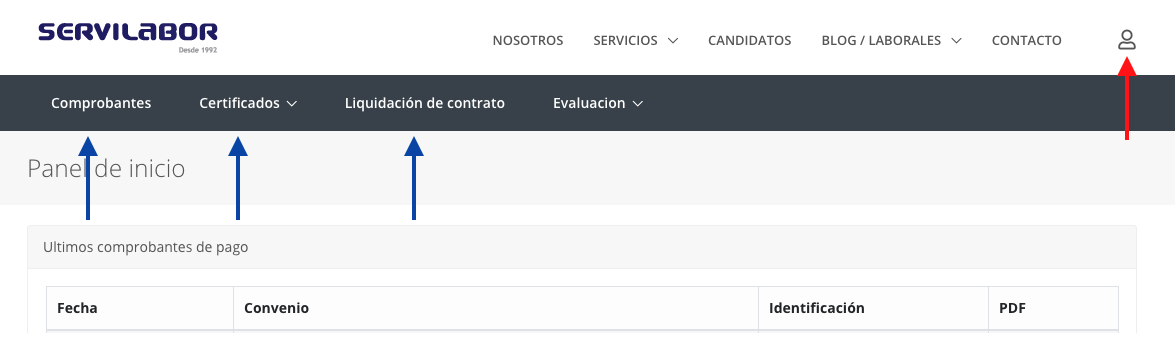 SERVILABOR
Desde 1992
NOSOTROS SERVICIOS CANDIDATOS BLOG / LABORALES CONTACTO
Comprobantes Certificados Liquidación de contrato Evaluacion
Panel de inicio
Ultimos comprobantes de pago
Fecha Convenio Identificación PDF